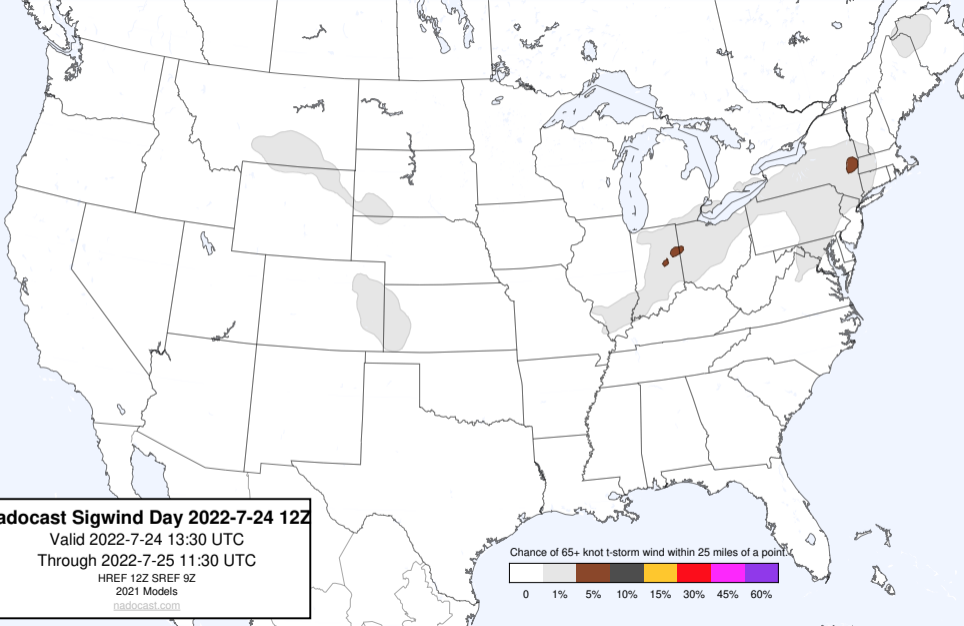 adocast Sigwind Day 2022-7-24 12Z
Valid 2022-7-24 13:30 UTC
Through 2022-7-25 11:30 UTC
HREF 12Z SREF 9Z
2021 Models
nadocast.com
Chance of 65+ knot t-storm wind within 25 miles of a point.
0 1% 5% 10% 15% 30% 45% 60%